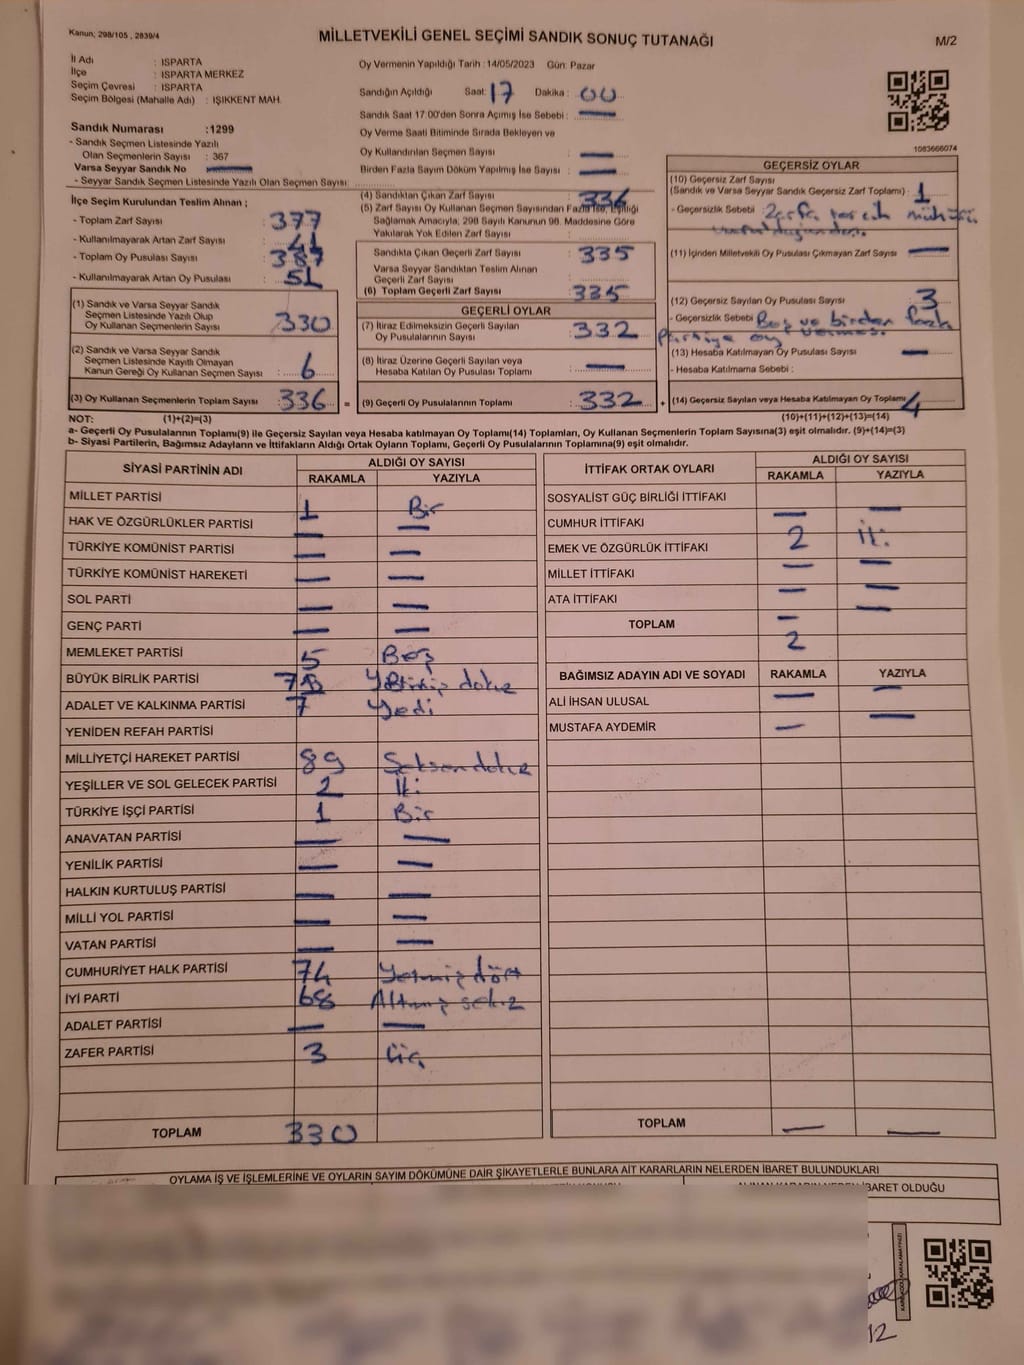 Kanun; 298/105 , 2839/4
MİLLETVEKİLİ GENEL SEÇİMİ SANDIK SONUÇ TUTANAĞI
M/2
İl Adı : ISPARTA
İlçe : ISPARTA MERKEZ
Seçim Çevresi : ISPARTA
Seçim Bölgesi (Mahalle Adı) : IŞIKKENT MAH.
Oy Vermenin Yapıldığı Tarih :14/05/2023 Gün: Pazar
Sandığın Açıldığı Saat: 17 Dakika : 00
Sandık Saat 17:00'den Sonra Açımış İse Sebebi : —
Oy Verme Saati Bitiminde Sırada Bekleyen ve
Oy Kullandırılan Seçmen Sayısı : —
Birden Fazla Sayım Döküm Yapılmış İse Sayısı : —
Sandık Numarası :1299
- Sandık Seçmen Listesinde Yazılı
Olan Seçmenlerin Sayısı : 367
Varsa Seyyar Sandık No —
- Seyyar Sandık Seçmen Listesinde Yazılı Olan Seçmen Sayısı:
1083666074
İlçe Seçim Kurulundan Teslim Alınan ;
- Toplam Zarf Sayısı : 377
- Kullanılmayarak Artan Zarf Sayısı : 41
- Toplam Oy Pusulası Sayısı : 387
- Kullanılmayarak Artan Oy Pusulası : 51
(1) Sandık ve Varsa Seyyar Sandık
Seçmen Listesinde Yazılı Olup
Oy Kullanan Seçmenlerin Sayısı : 330
(2) Sandık ve Varsa Seyyar Sandık
Seçmen Listesinde Kayıtlı Olmayan
Kanun Gereği Oy Kullanan Seçmen Sayısı : 6
(3) Oy Kullanan Seçmenlerin Toplam Sayısı : 336 =
(4) Sandıktan Çıkan Zarf Sayısı : 336
(5) Zarf Sayısı Oy Kullanan Seçmen Sayısından Fazla İse, Eşitliği
Sağlamak Amacıyla, 298 Sayılı Kanunun 98. Maddesine Göre
Yakılarak Yok Edilen Zarf Sayısı :
Sandıkta Çıkan Geçerli Zarf Sayısı : 335
Varsa Seyyar Sandıktan Teslim Alınan
Geçerli Zarf Sayısı :
(6) Toplam Geçerli Zarf Sayısı : 335
GEÇERLİ OYLAR
(7) İtiraz Edilmeksizin Geçerli Sayılan
Oy Pusulalarının Sayısı : 332
(8) İtiraz Üzerine Geçerli Sayılan veya
Hesaba Katılan Oy Pusulası Toplamı : —
(9) Geçerli Oy Pusulalarının Toplamı : 332 +
GEÇERSİZ OYLAR
(10) Geçersiz Zarf Sayısı
(Sandık ve Varsa Seyyar Sandık Geçersiz Zarf Toplamı) : 1
- Geçersizlik Sebebi : Zarfa tercih mührü
(11) İçinden Milletvekili Oy Pusulası Çıkmayan Zarf Sayısı : —
(12) Geçersiz Sayılan Oy Pusulası Sayısı : 3
- Geçersizlik Sebebi : Boş ve birden fazla
partiye oy verilmesi
(13) Hesaba Katılmayan Oy Pusulası Sayısı : —
- Hesaba Katılmama Sebebi :
(14) Geçersiz Sayılan veya Hesaba Katılmayan Oy Toplamı : 4
NOT: (1)+(2)=(3)
(10)+(11)+(12)+(13)=(14)
a- Geçerli Oy Pusulalarının Toplamı(9) ile Geçersiz Sayılan veya Hesaba katılmayan Oy Toplamı(14) Toplamları, Oy Kullanan Seçmenlerin Toplam Sayısına(3) eşit olmalıdır. (9)+(14)=(3)
b- Siyasi Partilerin, Bağımsız Adayların ve İttifakların Aldığı Ortak Oyların Toplamı, Geçerli Oy Pusulalarının Toplamına(9) eşit olmalıdır.
SİYASİ PARTİNİN ADI ALDIĞI OY SAYISI
RAKAMLA YAZIYLA
MİLLET PARTİSİ 1 Bir
HAK VE ÖZGÜRLÜKLER PARTİSİ — —
TÜRKİYE KOMÜNİST PARTİSİ — —
TÜRKİYE KOMÜNİST HAREKETİ — —
SOL PARTİ — —
GENÇ PARTİ — —
MEMLEKET PARTİSİ 5 Beş
BÜYÜK BİRLİK PARTİSİ
ADALET VE KALKINMA PARTİSİ 7 Yedi
YENİDEN REFAH PARTİSİ
MİLLİYETÇİ HAREKET PARTİSİ 89 Seksen dokuz
YEŞİLLER VE SOL GELECEK PARTİSİ 2 İki
TÜRKİYE İŞÇİ PARTİSİ 1 Bir
ANAVATAN PARTİSİ — —
YENİLİK PARTİSİ — —
HALKIN KURTULUŞ PARTİSİ — —
MİLLİ YOL PARTİSİ — —
VATAN PARTİSİ — —
CUMHURİYET HALK PARTİSİ 74 Yetmiş dört
İYİ PARTİ 68 Altmış sekiz
ADALET PARTİSİ — —
ZAFER PARTİSİ 3 Üç
TOPLAM 330
İTTİFAK ORTAK OYLARI ALDIĞI OY SAYISI
RAKAMLA YAZIYLA
SOSYALİST GÜÇ BİRLİĞİ İTTİFAKI — —
CUMHUR İTTİFAKI 2 İki
EMEK VE ÖZGÜRLÜK İTTİFAKI — —
MİLLET İTTİFAKI — —
ATA İTTİFAKI — —
TOPLAM 2
BAĞIMSIZ ADAYIN ADI VE SOYADI RAKAMLA YAZIYLA
ALİ İHSAN ULUSAL — —
MUSTAFA AYDEMİR — —
TOPLAM — —
OYLAMA İŞ VE İŞLEMLERİNE VE OYLARIN SAYIM DÖKÜMÜNE DAİR ŞİKAYETLERLE BUNLARA AİT KARARLARIN NELERDEN İBARET BULUNDUKLARI
İBARET OLDUĞU
12